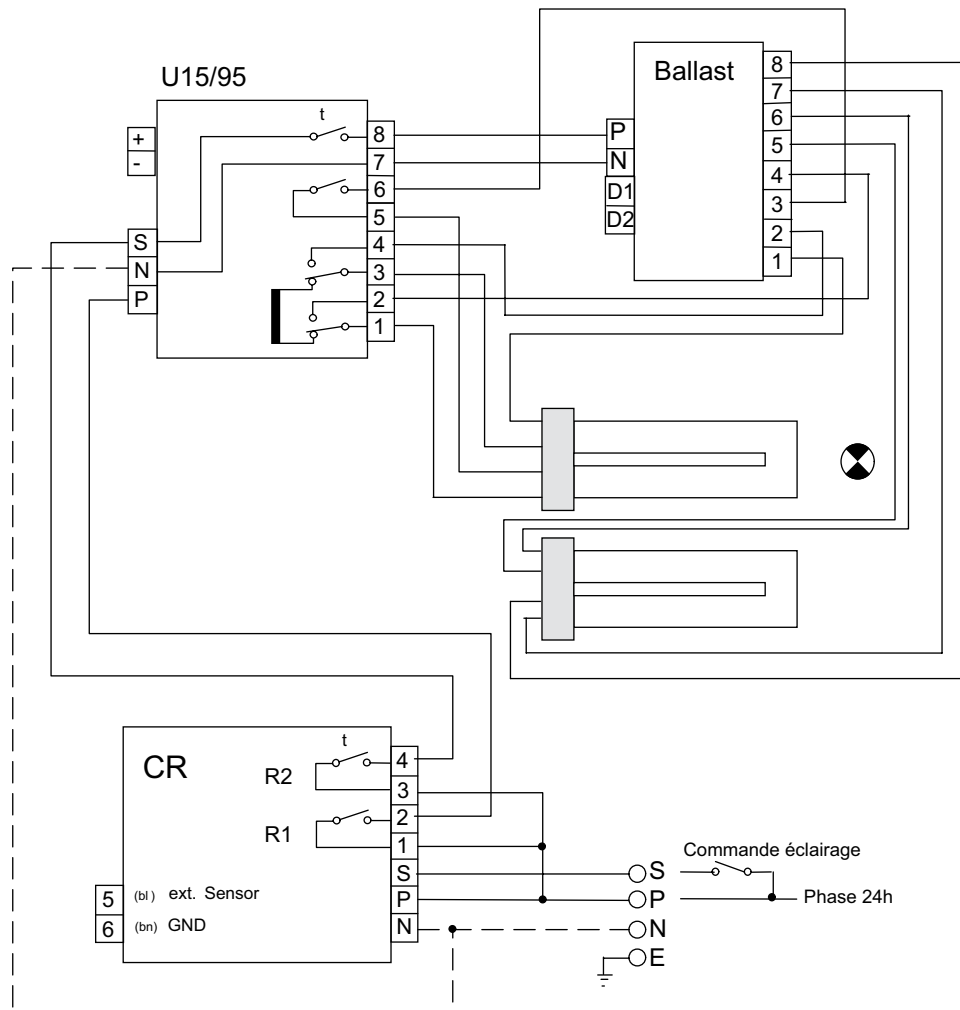 U15/95
+
-
S
N
P
t
8
7
6
5
4
3
2
1
Ballast
P
N
D1
D2
8
7
6
5
4
3
2
1
CR
t
R2
R1
4
3
2
1
S
P
N
5 (bl) ext. Sensor
6 (bn) GND
Commande éclairage
S
P Phase 24h
N
E